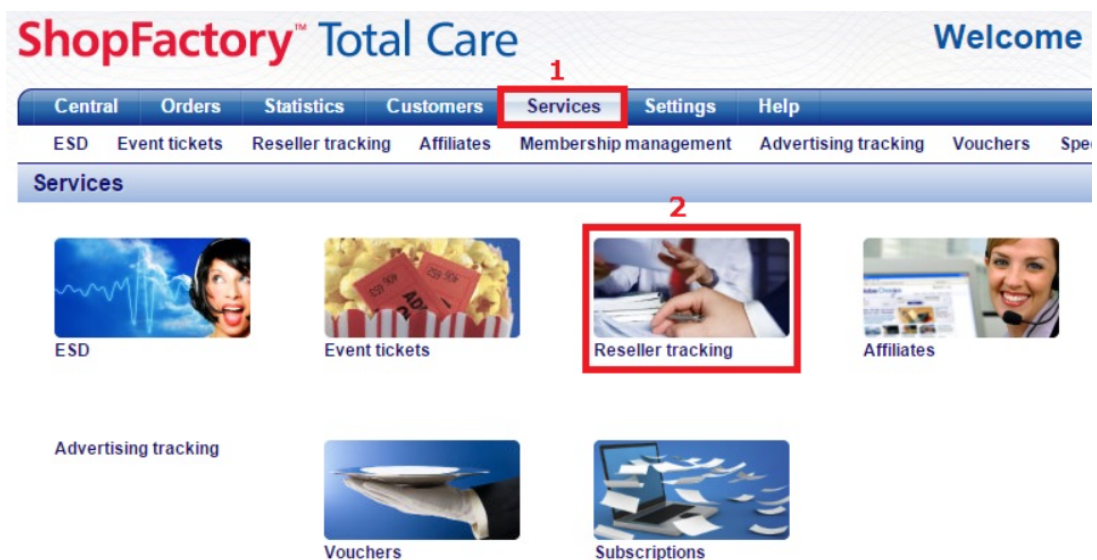 ShopFactory™ Total Care
Welcome
1
Central Orders Statistics Customers Services Settings Help
ESD Event tickets Reseller tracking Affiliates Membership management Advertising tracking Vouchers
Services
2
ESD Event tickets Reseller tracking Affiliates
Advertising tracking
Vouchers Subscriptions